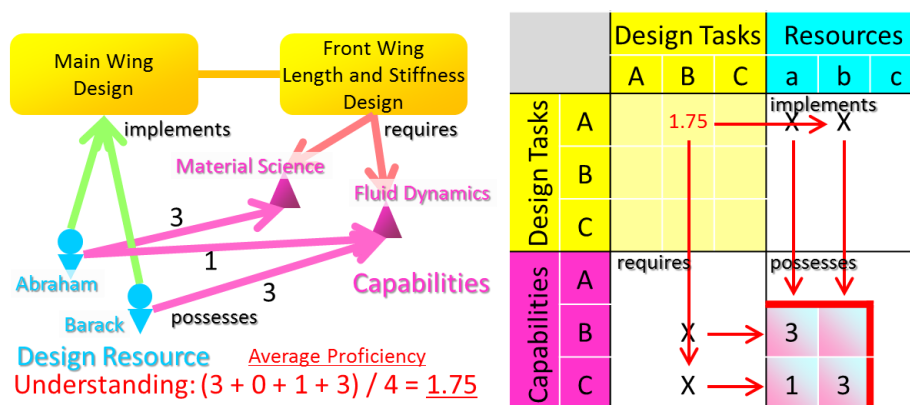 Main Wing
Design
Front Wing
Length and Stiffness
Design
implements
requires
Material Science
Fluid Dynamics
3
1
3
Abraham
Barack
possesses
Capabilities
Design Resource
Average Proficiency
Understanding: (3 + 0 + 1 + 3) / 4 = 1.75
Design Tasks Resources
A B C a b c
implements
Design Tasks
A 1.75 X X
B
C
requires possesses
Capabilities
A
B X 3
C X 1 3